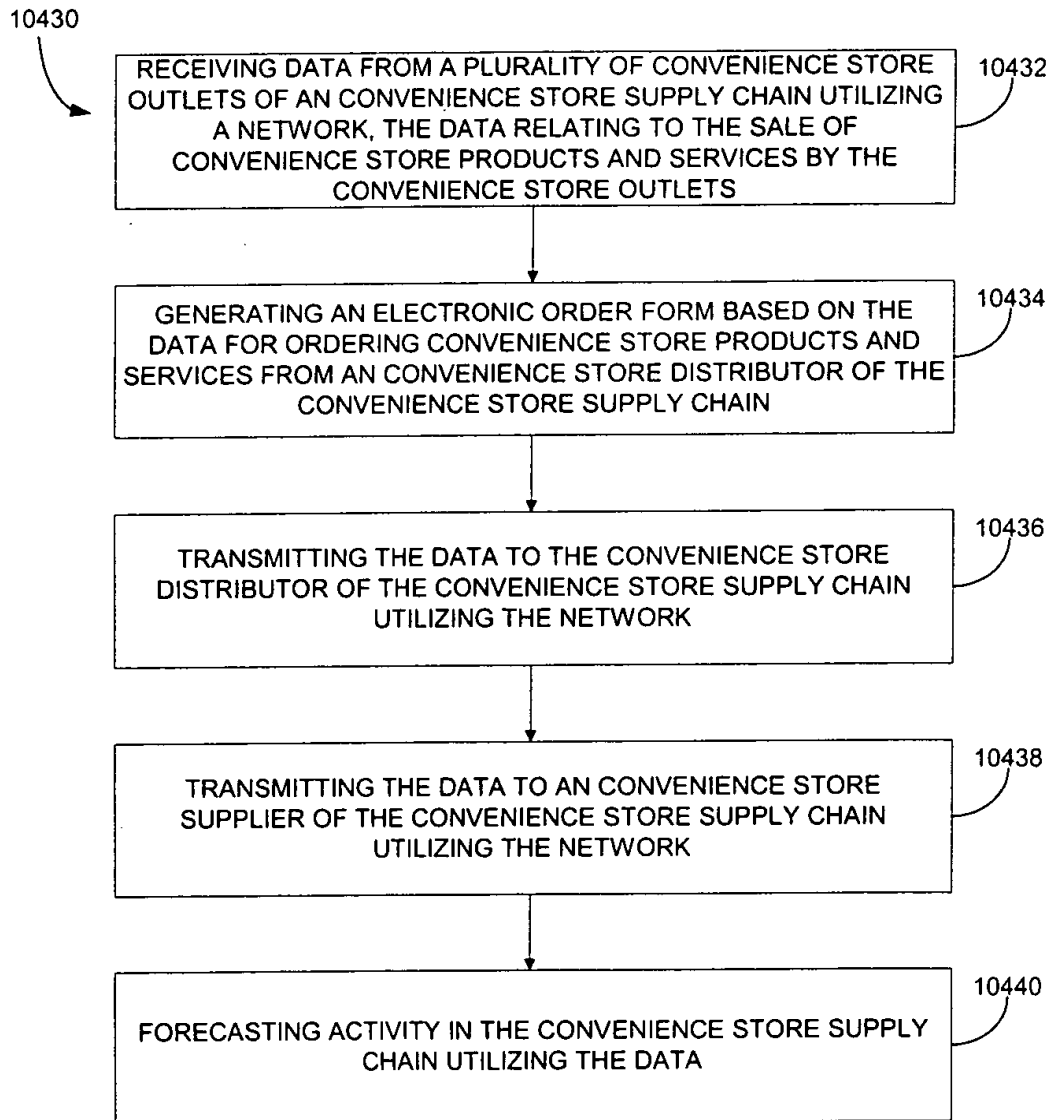 10430
RECEIVING DATA FROM A PLURALITY OF CONVENIENCE STORE
OUTLETS OF AN CONVENIENCE STORE SUPPLY CHAIN UTILIZING
A NETWORK, THE DATA RELATING TO THE SALE OF
CONVENIENCE STORE PRODUCTS AND SERVICES BY THE
CONVENIENCE STORE OUTLETS
10432
GENERATING AN ELECTRONIC ORDER FORM BASED ON THE
DATA FOR ORDERING CONVENIENCE STORE PRODUCTS AND
SERVICES FROM AN CONVENIENCE STORE DISTRIBUTOR OF THE
CONVENIENCE STORE SUPPLY CHAIN
10434
TRANSMITTING THE DATA TO THE CONVENIENCE STORE
DISTRIBUTOR OF THE CONVENIENCE STORE SUPPLY CHAIN
UTILIZING THE NETWORK
10436
TRANSMITTING THE DATA TO AN CONVENIENCE STORE
SUPPLIER OF THE CONVENIENCE STORE SUPPLY CHAIN
UTILIZING THE NETWORK
10438
FORECASTING ACTIVITY IN THE CONVENIENCE STORE SUPPLY
CHAIN UTILIZING THE DATA
10440